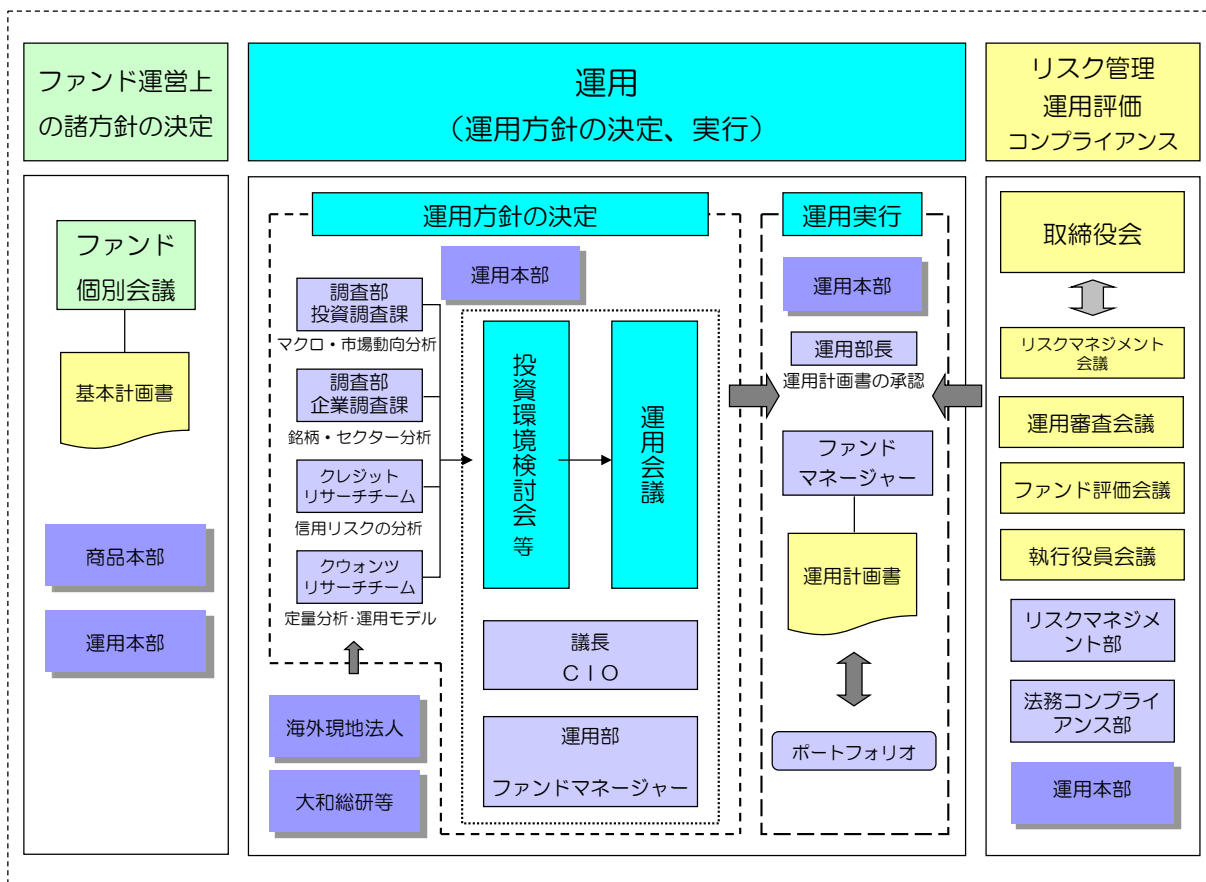 ファンド運営上
の諸方針の決定
運用
（運用方針の決定、実行）
リスク管理
運用評価
コンプライアンス
ファンド
個別会議
基本計画書
商品本部
運用本部
運用方針の決定
運用本部
調査部
投資調査課
マクロ・市場動向分析
調査部
企業調査課
銘柄・セクター分析
クレジット
リサーチチーム
信用リスクの分析
クウォンツ
リサーチチーム
定量分析･運用モデル
海外現地法人
大和総研等
投資環境検討会等
運用会議
議長
ＣＩＯ
運用部
ファンドマネージャー
運用実行
運用本部
運用部長
運用計画書の承認
ファンド
マネージャー
運用計画書
ポートフォリオ
取締役会
リスクマネジメント
会議
運用審査会議
ファンド評価会議
執行役員会議
リスクマネジメ
ント部
法務コンプライ
アンス部
運用本部